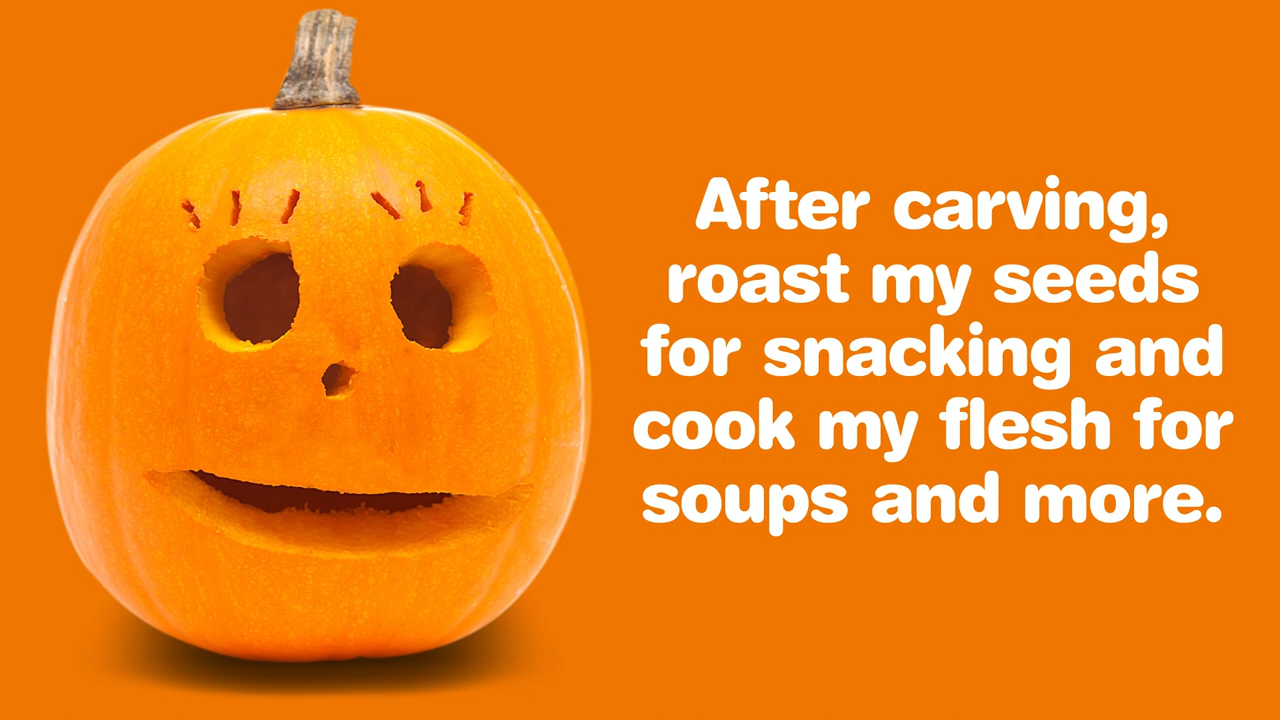 After carving,
roast my seeds
for snacking and
cook my flesh for
soups and more.